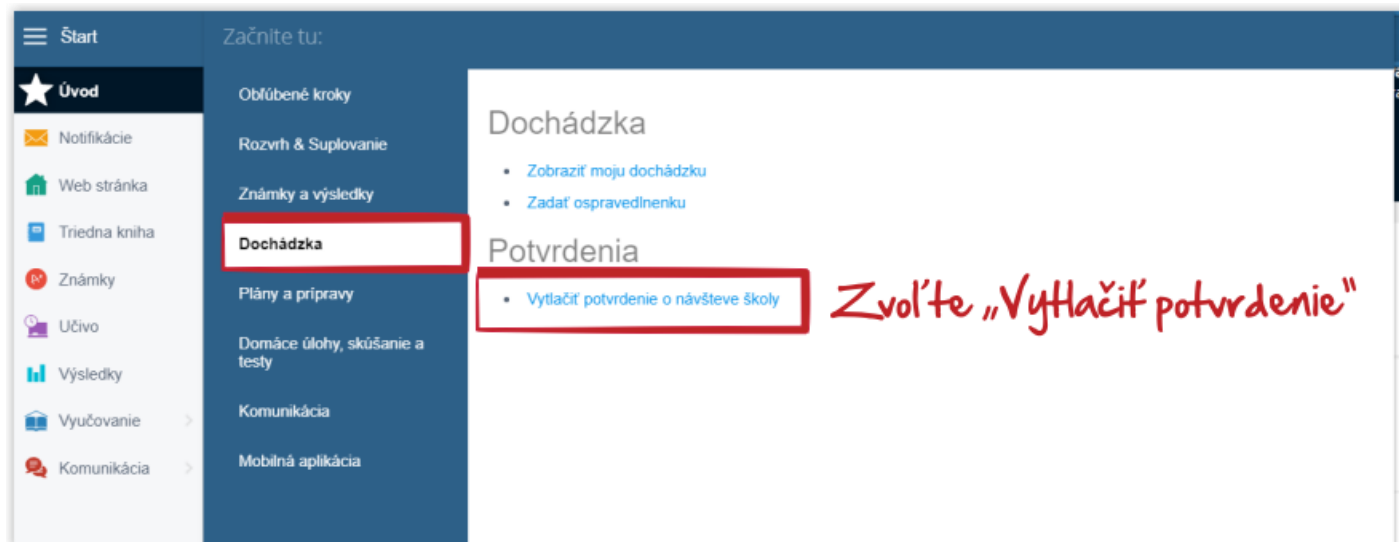 Štart
Začnite tu:
Úvod
Notifikácie
Web stránka
Triedna kniha
Známky
Učivo
Výsledky
Vyučovanie
Komunikácia
Obľúbené kroky
Rozvrh & Suplovanie
Známky a výsledky
Dochádzka
Plány a prípravy
Domáce úlohy, skúšanie a
testy
Komunikácia
Mobilná aplikácia
Dochádzka
Zobraziť moju dochádzku
Zadať ospravedlnenku
Potvrdenia
Vytlačiť potvrdenie o návšteve školy
Zvoľte „Vytlačiť potvrdenie"